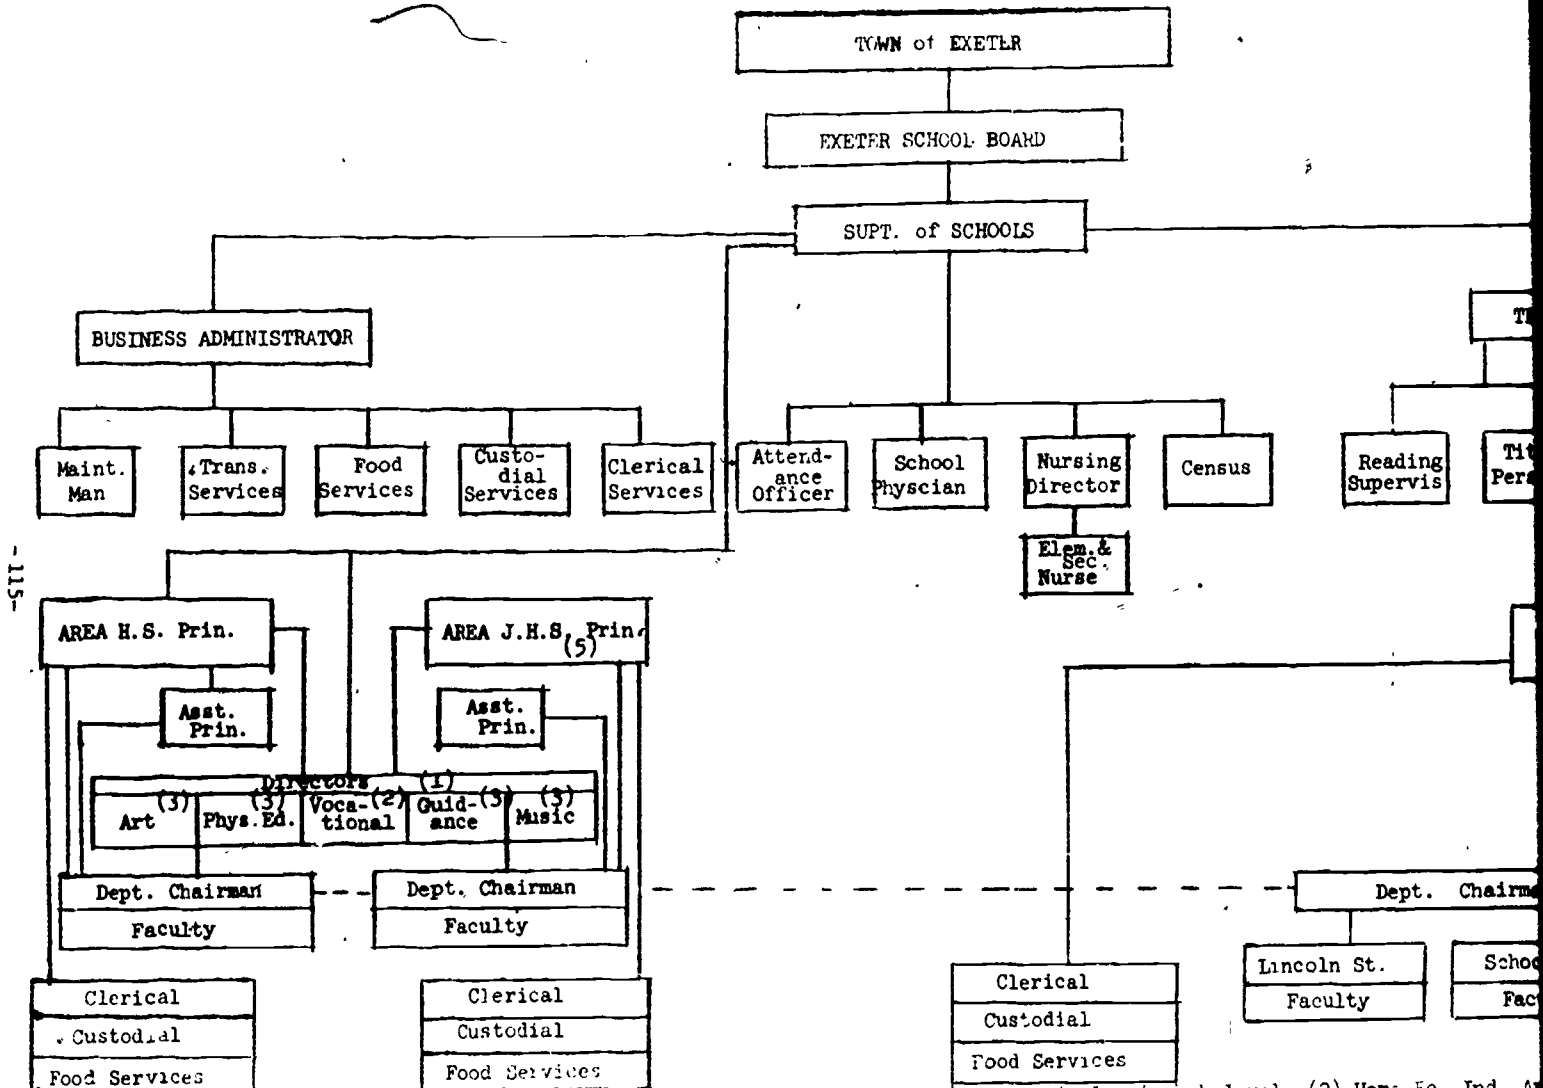 TOWN of EXETER
EXETER SCHOOL BOARD
SUPT. of SCHOOLS
BUSINESS ADMINISTRATOR
Maint.
Man
Trans.
Services
Food
Services
Custo-
dial
Services
Clerical
Services
Attend-
ance
Officer
School
Physcian
Nursing
Director
Census
Reading
Supervis
Elem.&
Sec.
Nurse
-115-
AREA H.S. Prin.
AREA J.H.S. Prin.
(5)
Asst.
Prin.
Asst.
Prin.
Directors (1)
Art (3)
Phys.Ed. (3)
Voca- (2)
tional
Guid- (3)
ance
Music (3)
Dept. Chairman
Faculty
Dept. Chairman
Faculty
Dept.
Lincoln St.
Faculty
Clerical
Custodial
Food Services
Clerical
Custodial
Food Services
Clerical
Custodial
Food Services